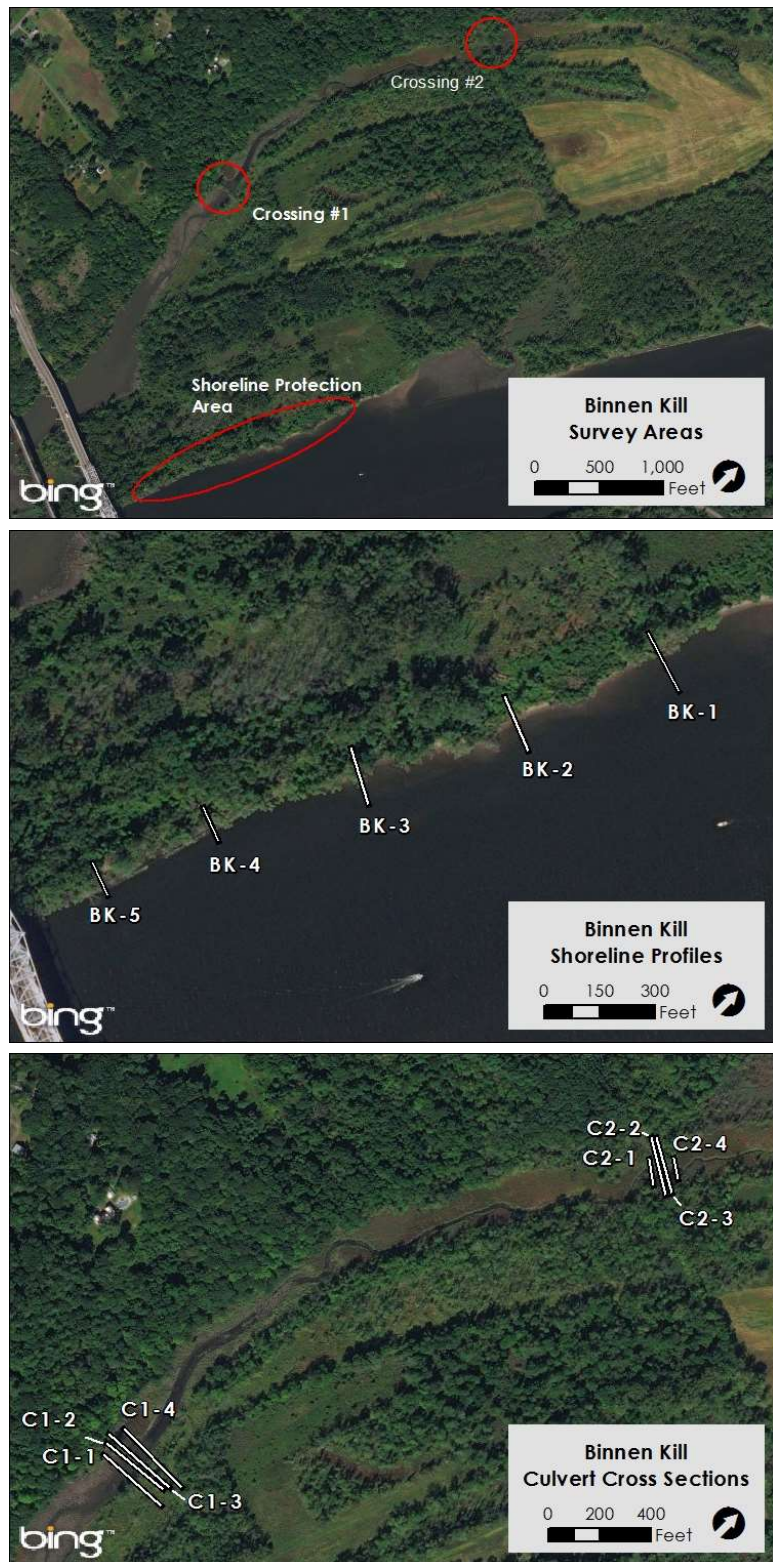 Crossing #2
Crossing #1
Shoreline Protection
Area
Binnen Kill
Survey Areas
0 500 1,000
Feet
bing™
BK-1
BK-2
BK-3
BK-4
BK-5
Binnen Kill
Shoreline Profiles
0 150 300
Feet
bing™
C2-2
C2-4
C2-1
C2-3
C1-4
C1-2
C1-1
C1-3
Binnen Kill
Culvert Cross Sections
0 200 400
Feet
bing™